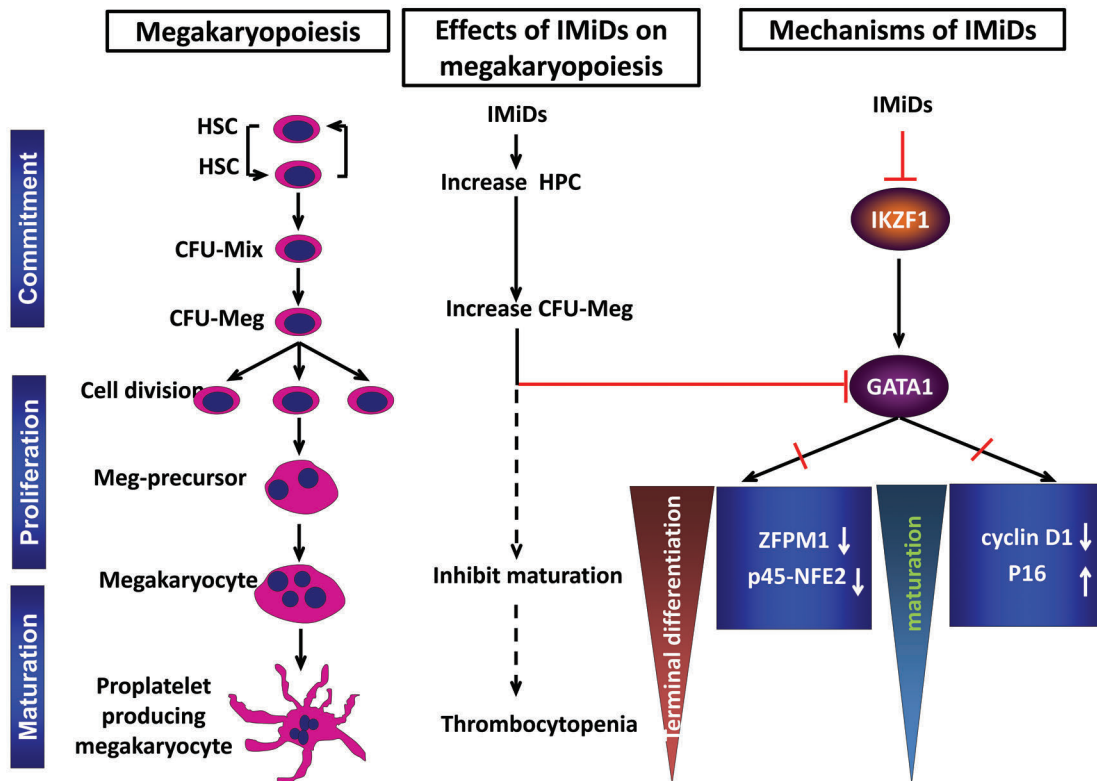 Megakaryopoiesis
Effects of IMiDs on
megakaryopoiesis
Mechanisms of IMiDs
Commitment
Proliferation
Maturation
HSC
HSC
CFU-Mix
CFU-Meg
Cell division
Meg-precursor
Megakaryocyte
Proplatelet
producing
megakaryocyte
IMiDs
Increase HPC
Increase CFU-Meg
Inhibit maturation
Thrombocytopenia
IMiDs
IKZF1
GATA1
Terminal differentiation
ZFPM1 ↓
p45-NFE2 ↓
maturation
cyclin D1 ↓
P16 ↑